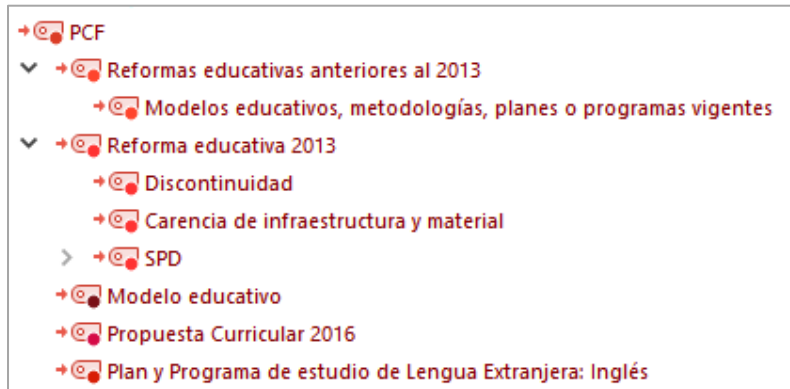 PCF
Reformas educativas anteriores al 2013
Modelos educativos, metodologías, planes o programas vigentes
Reforma educativa 2013
Discontinuidad
Carencia de infraestructura y material
SPD
Modelo educativo
Propuesta Curricular 2016
Plan y Programa de estudio de Lengua Extranjera: Inglés